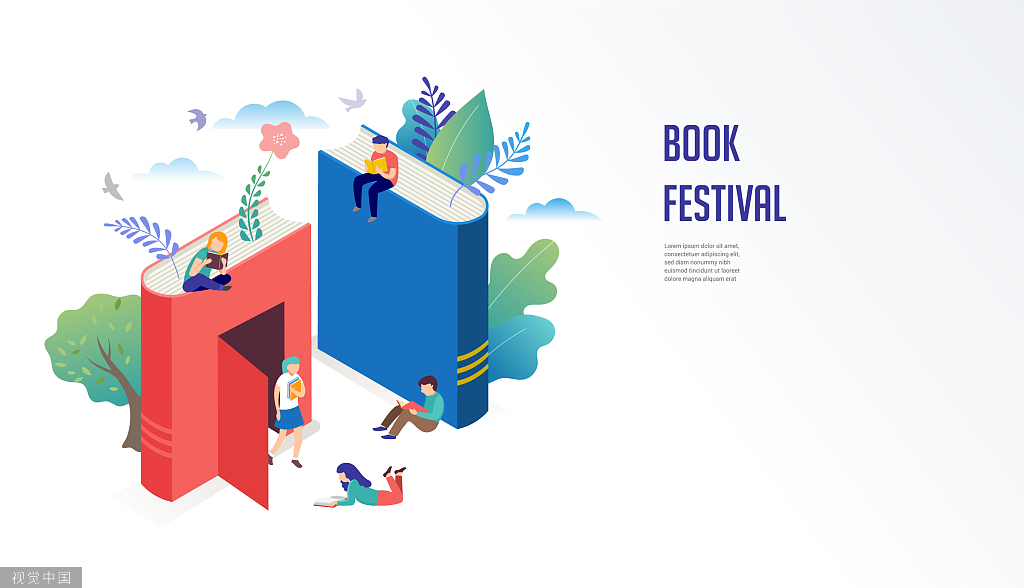 BOOK
FESTIVAL
Lorem ipsum dolor sit amet,
consectetuer adipiscing elit,
sed diam nonummy nibh
euismod tincidunt ut laoreet
dolore magna aliquam erat
视觉中国